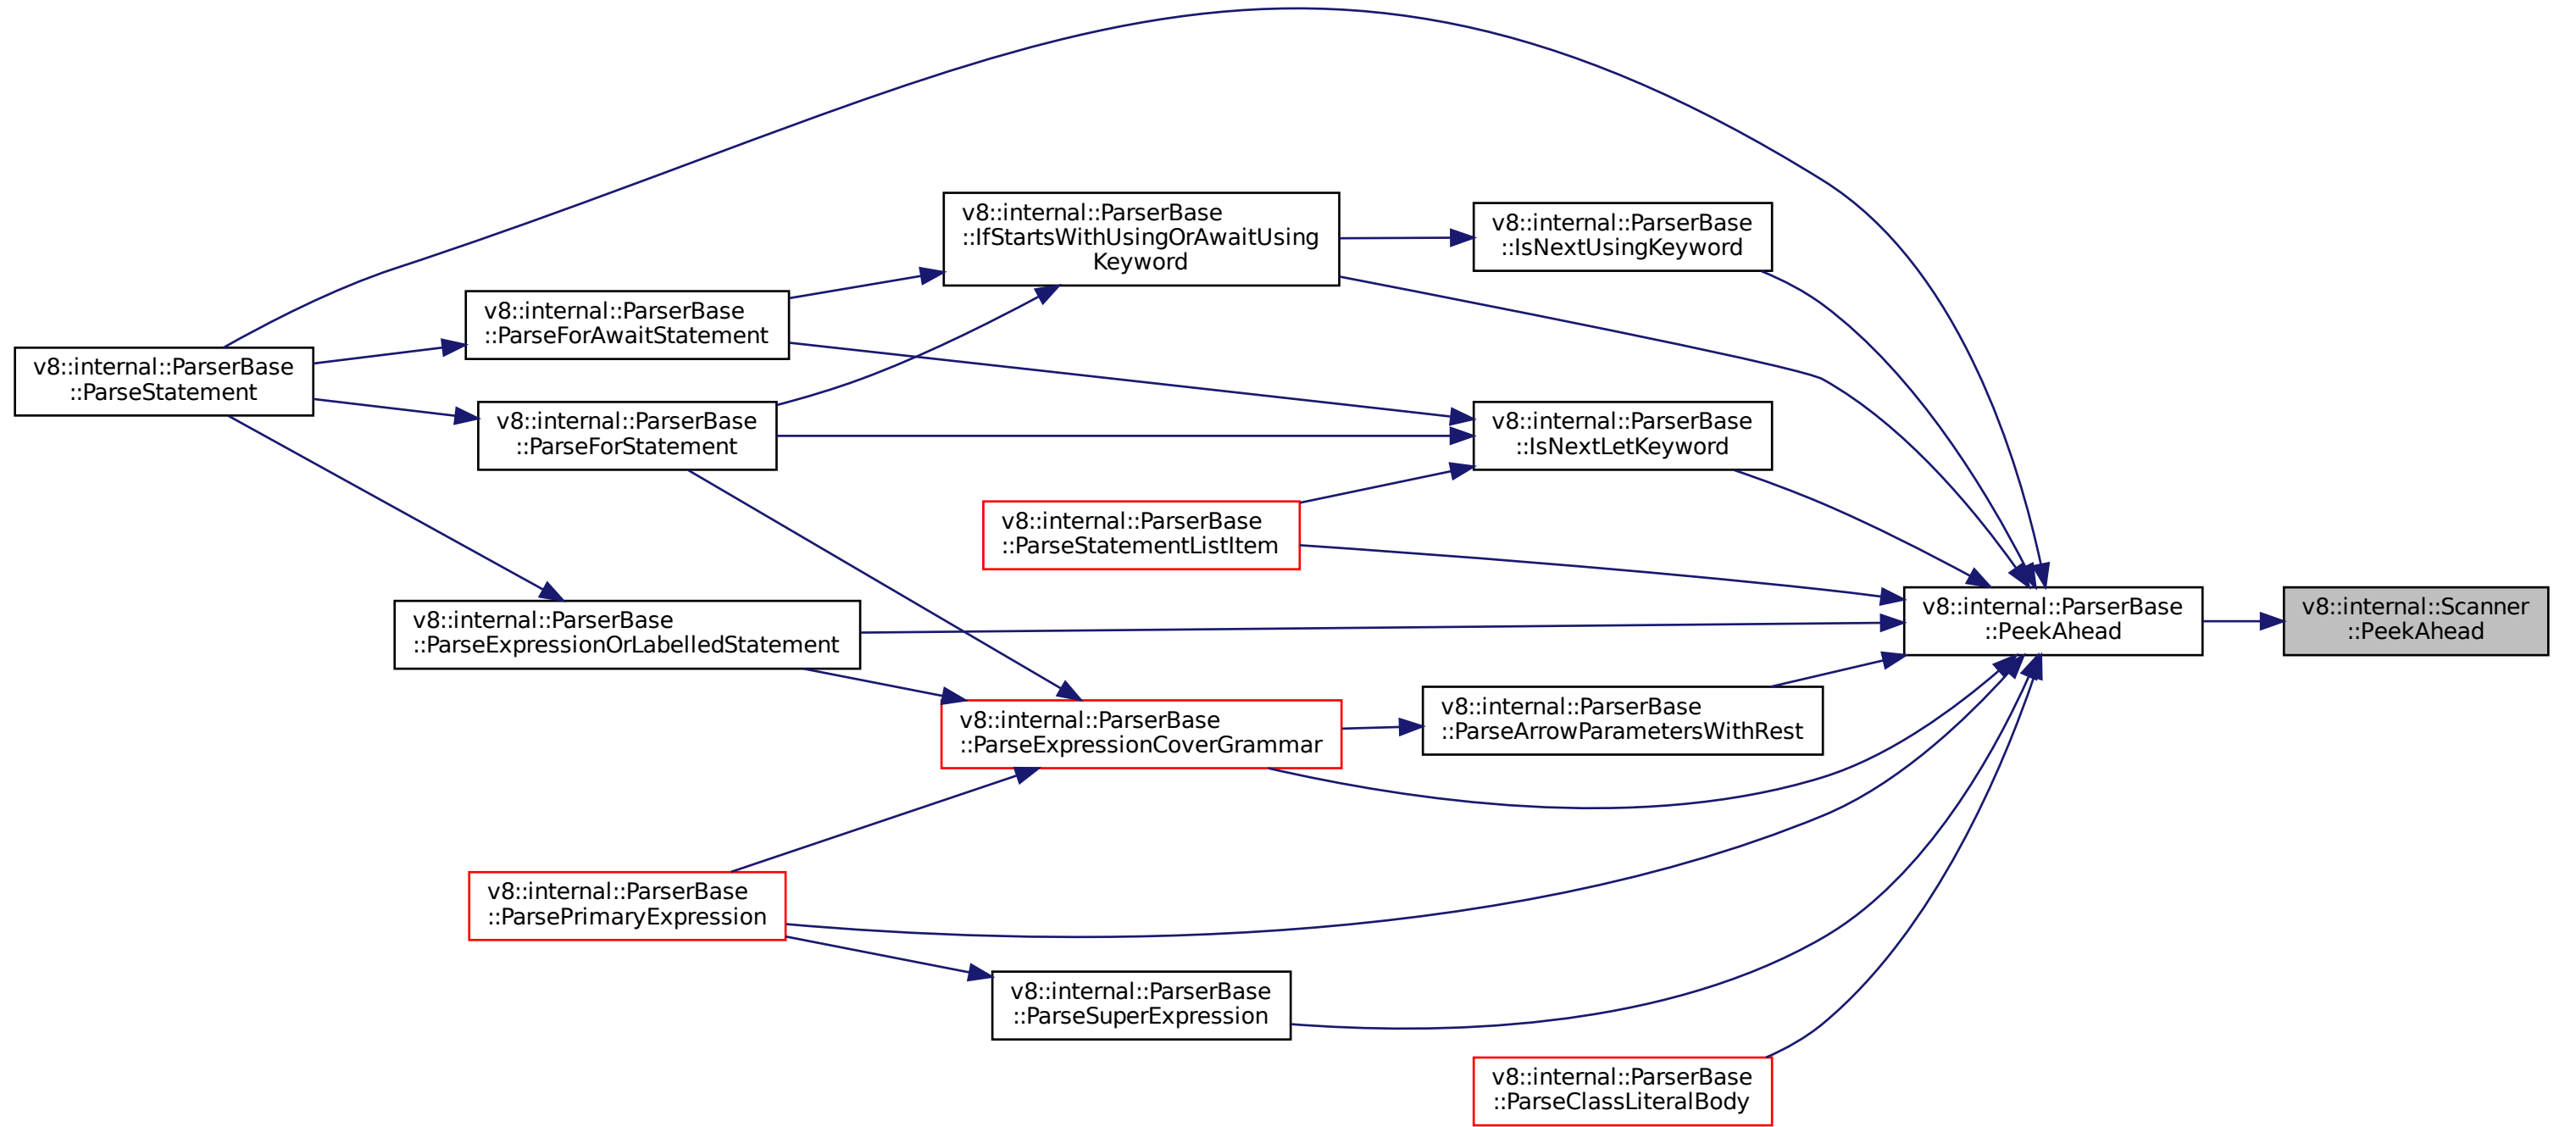 v8::internal::ParserBase
::IfStartsWithUsingOrAwaitUsing
Keyword
v8::internal::ParserBase
::IsNextUsingKeyword
v8::internal::ParserBase
::ParseForAwaitStatement
v8::internal::ParserBase
::ParseStatement
v8::internal::ParserBase
::ParseForStatement
v8::internal::ParserBase
::IsNextLetKeyword
v8::internal::ParserBase
::ParseStatementListItem
v8::internal::ParserBase
::ParseExpressionOrLabelledStatement
v8::internal::ParserBase
::PeekAhead
v8::internal::Scanner
::PeekAhead
v8::internal::ParserBase
::ParseExpressionCoverGrammar
v8::internal::ParserBase
::ParseArrowParametersWithRest
v8::internal::ParserBase
::ParsePrimaryExpression
v8::internal::ParserBase
::ParseSuperExpression
v8::internal::ParserBase
::ParseClassLiteralBody